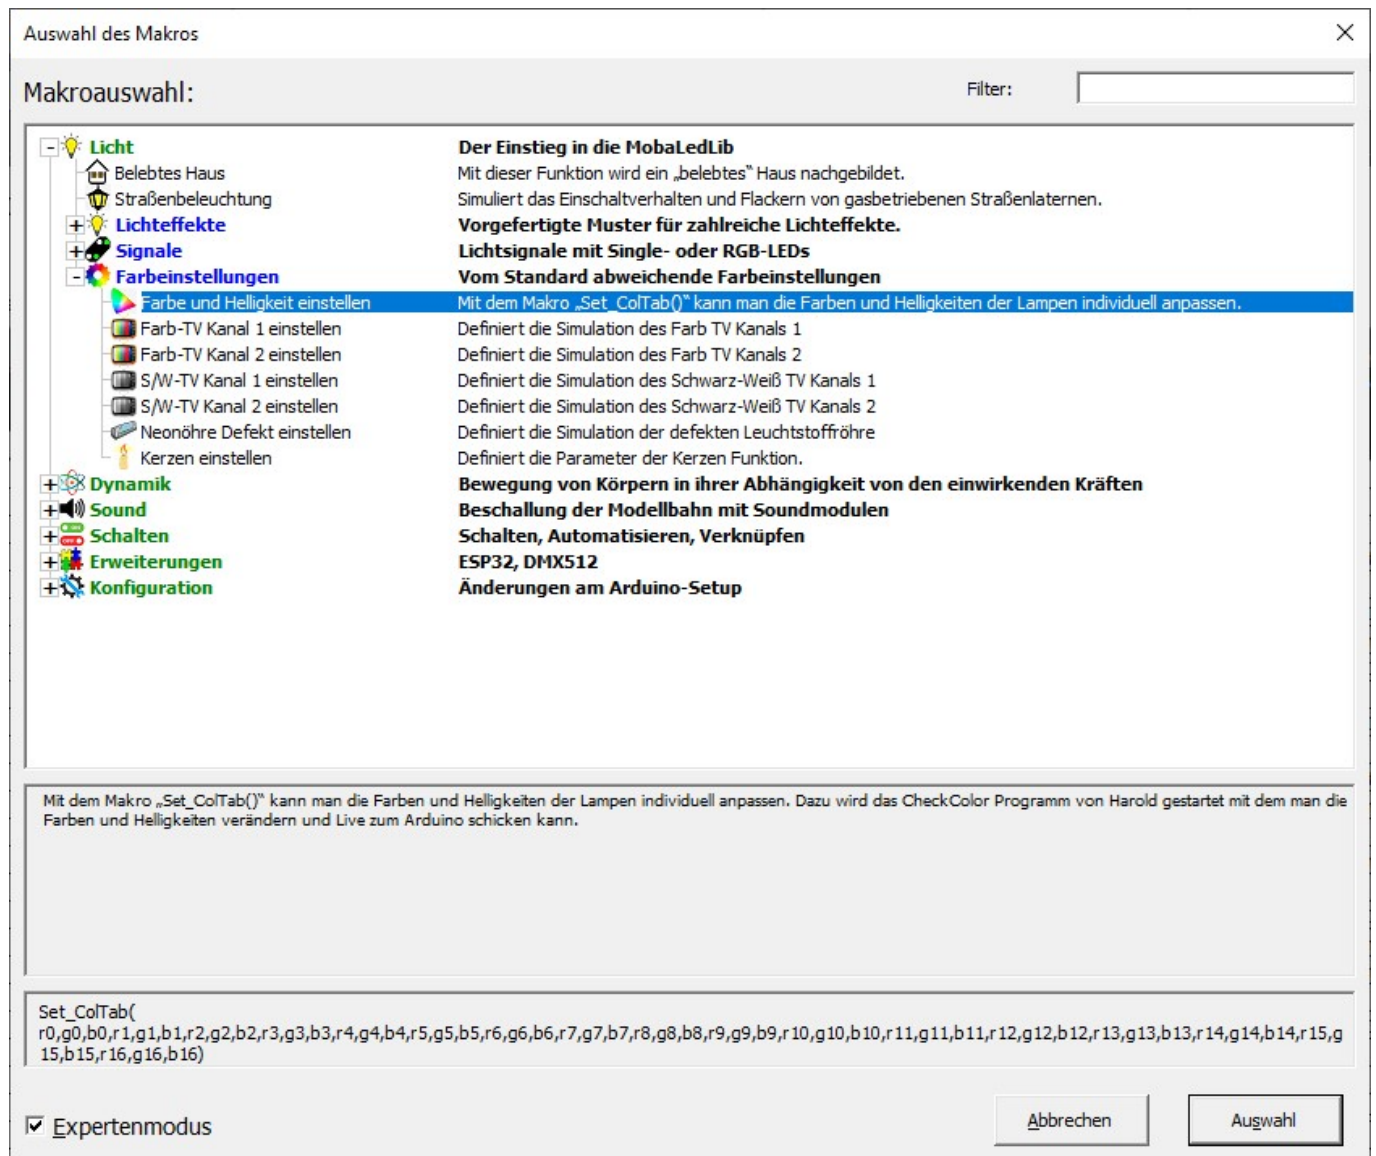 Auswahl des Makros
Makroauswahl:
Filter:
Licht Der Einstieg in die MobaLedLib
Belebtes Haus Mit dieser Funktion wird ein „belebtes“ Haus nachgebildet.
Straßenbeleuchtung Simuliert das Einschaltverhalten und Flackern von gasbetriebenen Straßenlaternen.
Lichteffekte Vorgefertigte Muster für zahlreiche Lichteffekte.
Signale Lichtsignale mit Single- oder RGB-LEDs
Farbeinstellungen Vom Standard abweichende Farbeinstellungen
Farbe und Helligkeit einstellen Mit dem Makro „Set_ColTab()“ kann man die Farben und Helligkeiten der Lampen individuell anpassen.
Farb-TV Kanal 1 einstellen Definiert die Simulation des Farb TV Kanals 1
Farb-TV Kanal 2 einstellen Definiert die Simulation des Farb TV Kanals 2
S/W-TV Kanal 1 einstellen Definiert die Simulation des Schwarz-Weiß TV Kanals 1
S/W-TV Kanal 2 einstellen Definiert die Simulation des Schwarz-Weiß TV Kanals 2
Neonöhre Defekt einstellen Definiert die Simulation der defekten Leuchtstoffröhre
Kerzen einstellen Definiert die Parameter der Kerzen Funktion.
Dynamik Bewegung von Körpern in ihrer Abhängigkeit von den einwirkenden Kräften
Sound Beschallung der Modellbahn mit Soundmodulen
Schalten Schalten, Automatisieren, Verknüpfen
Erweiterungen ESP32, DMX512
Konfiguration Änderungen am Arduino-Setup
Mit dem Makro „Set_ColTab()“ kann man die Farben und Helligkeiten der Lampen individuell anpassen. Dazu wird das CheckColor Programm von Harold gestartet mit dem man die
Farben und Helligkeiten verändern und Live zum Arduino schicken kann.
Set_ColTab(
r0,g0,b0,r1,g1,b1,r2,g2,b2,r3,g3,b3,r4,g4,b4,r5,g5,b5,r6,g6,b6,r7,g7,b7,r8,g8,b8,r9,g9,b9,r10,g10,b10,r11,g11,b11,r12,g12,b12,r13,g13,b13,r14,g14,b14,r15,g
15,b15,r16,g16,b16)
Expertenmodus
Abbrechen
Auswahl